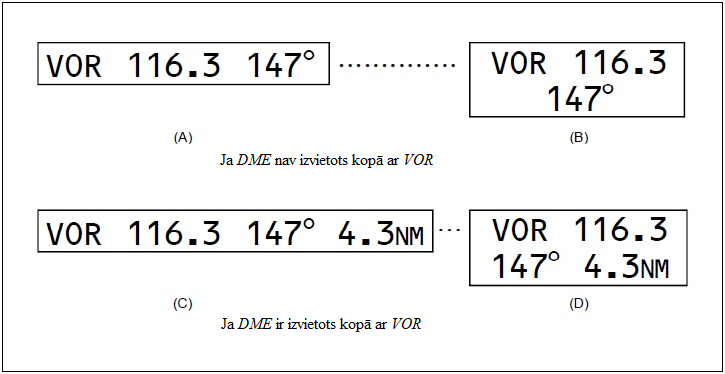 VOR 116.3 147° .............. VOR 116.3
147°
(A) (B)
Ja DME nav izvietots kopā ar VOR
VOR 116.3 147° 4.3NM ... VOR 116.3
147° 4.3NM
(C) (D)
Ja DME ir izvietots kopā ar VOR